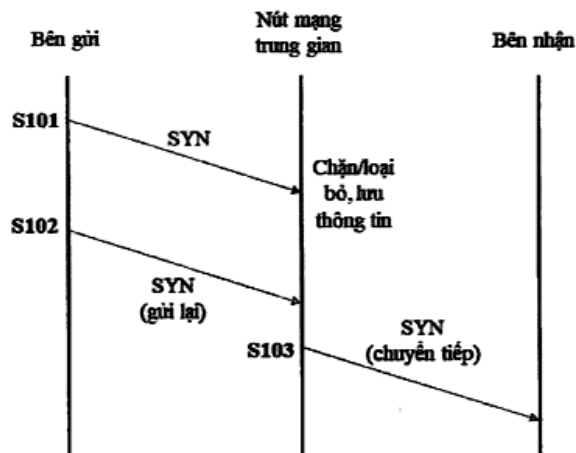 Bên gửi
Nút mạng
trung gian
Bên nhận
S101
SYN
Chặn/loại
bỏ, lưu
thông tin
S102
SYN
(gửi lại)
S103
SYN
(chuyển tiếp)